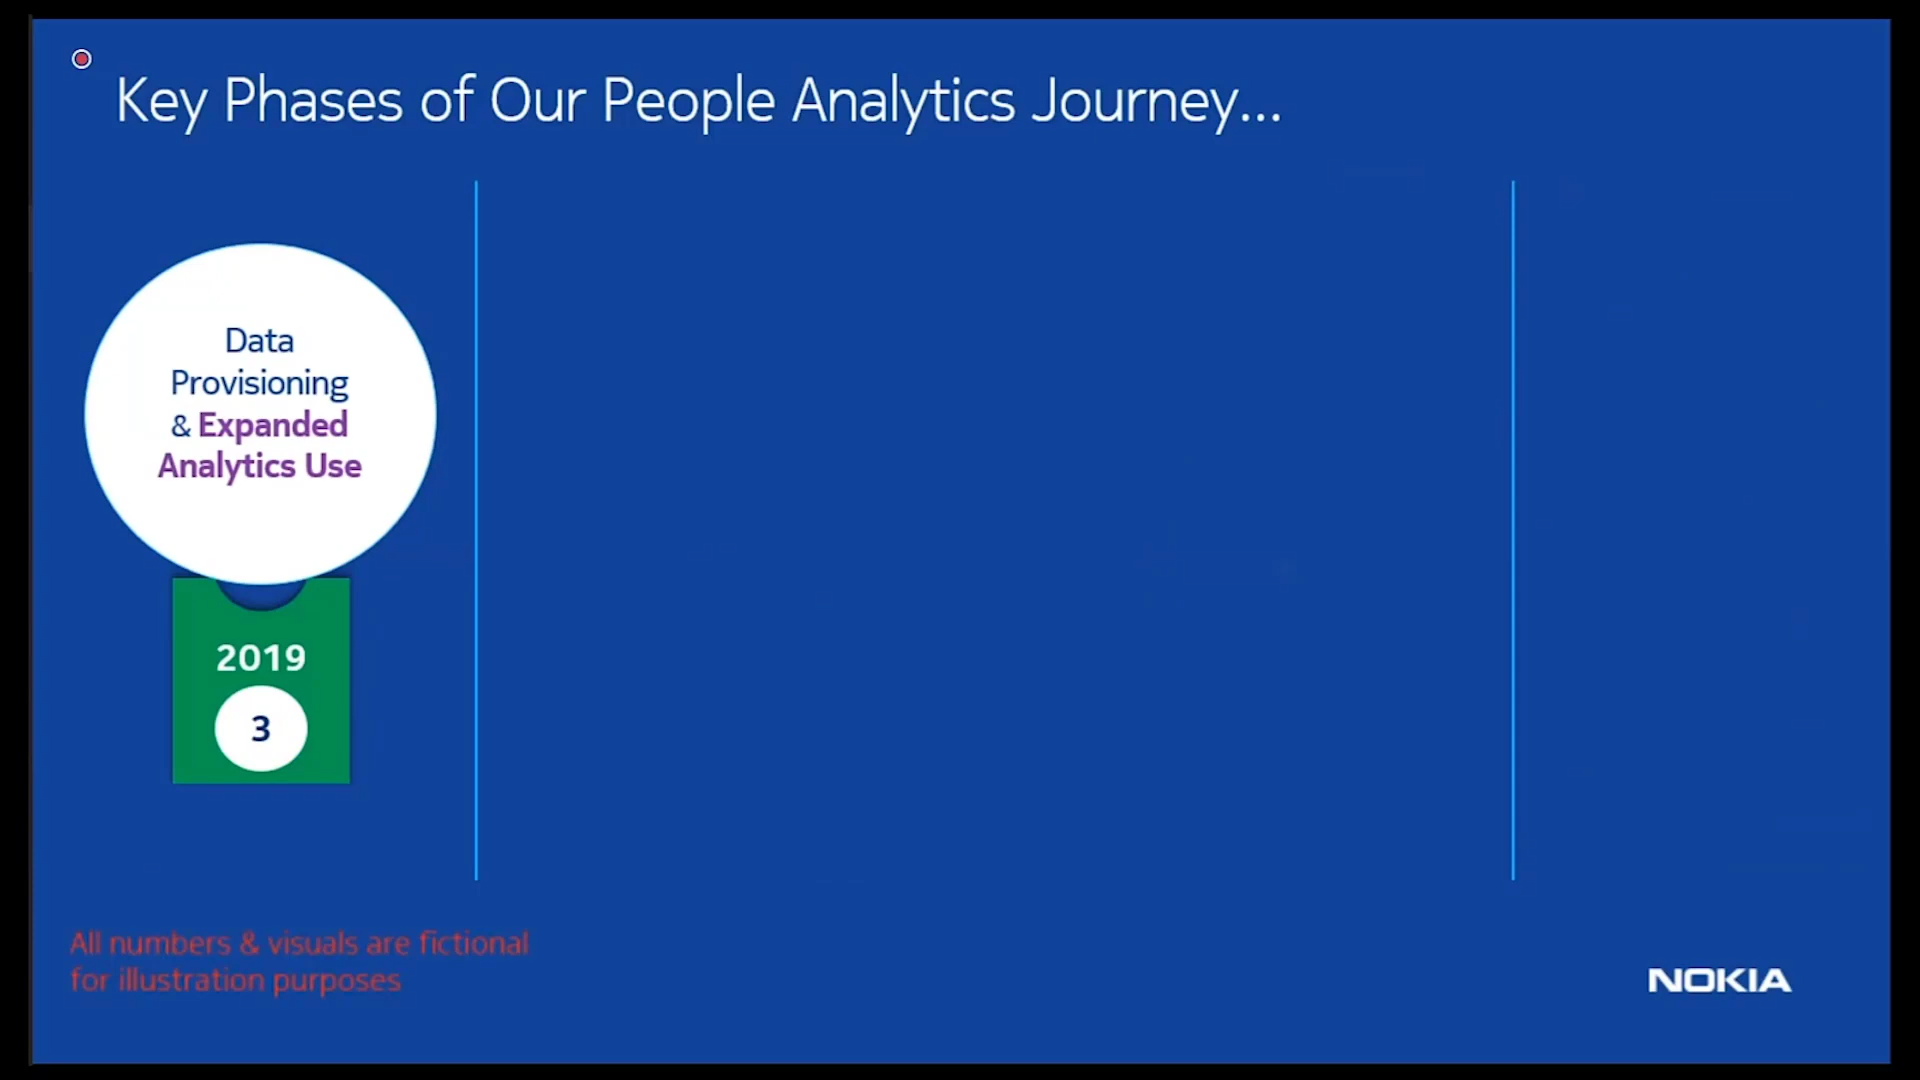 Key Phases of Our People Analytics Journey...
Data
Provisioning
& Expanded
Analytics Use
2019
3
All numbers & visuals are fictional
for illustration purposes
NOKIA